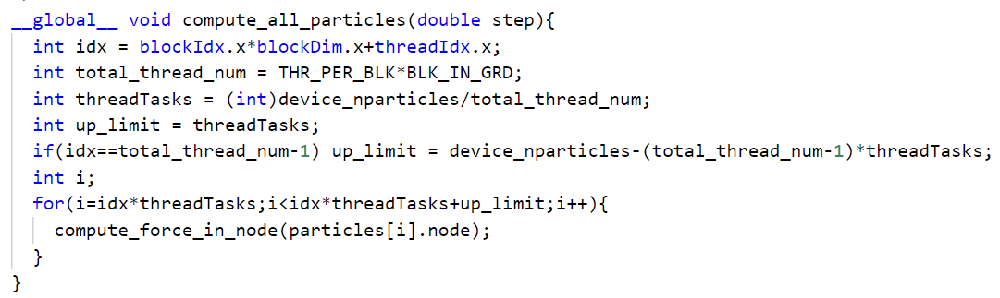 __global__ void compute_all_particles(double step){
int idx = blockIdx.x*blockDim.x+threadIdx.x;
int total_thread_num = THR_PER_BLK*BLK_IN_GRD;
int threadTasks = (int)device_nparticles/total_thread_num;
int up_limit = threadTasks;
if(idx==total_thread_num-1) up_limit = device_nparticles-(total_thread_num-1)*threadTasks;
int i;
for(i=idx*threadTasks;i<idx*threadTasks+up_limit;i++){
compute_force_in_node(particles[i].node);
}
}